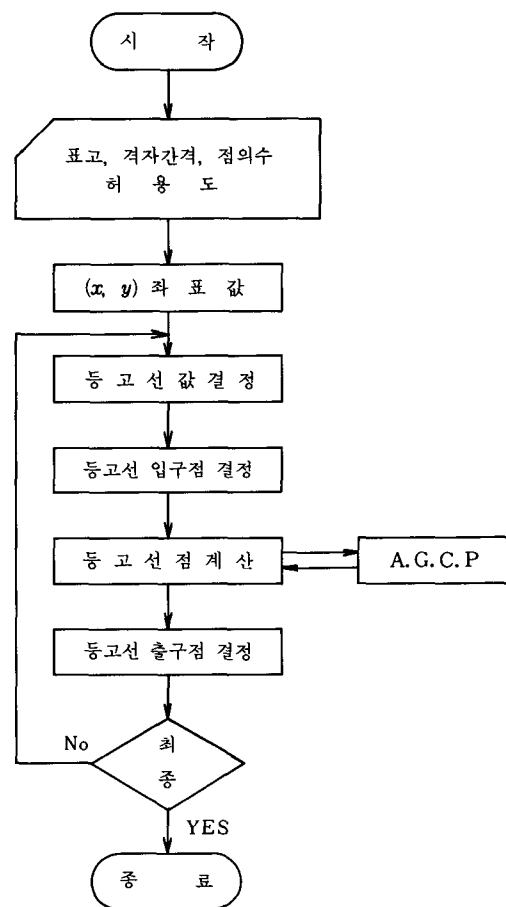 시 작
표고, 격자간격, 점의수
허 용 도
(x, y) 좌 표 값
등 고 선 값 결 정
등고선 입구점 결정
등 고 선 점 계 산
A.G.C.P
등고선 출구점 결정
No
최
종
YES
종 료